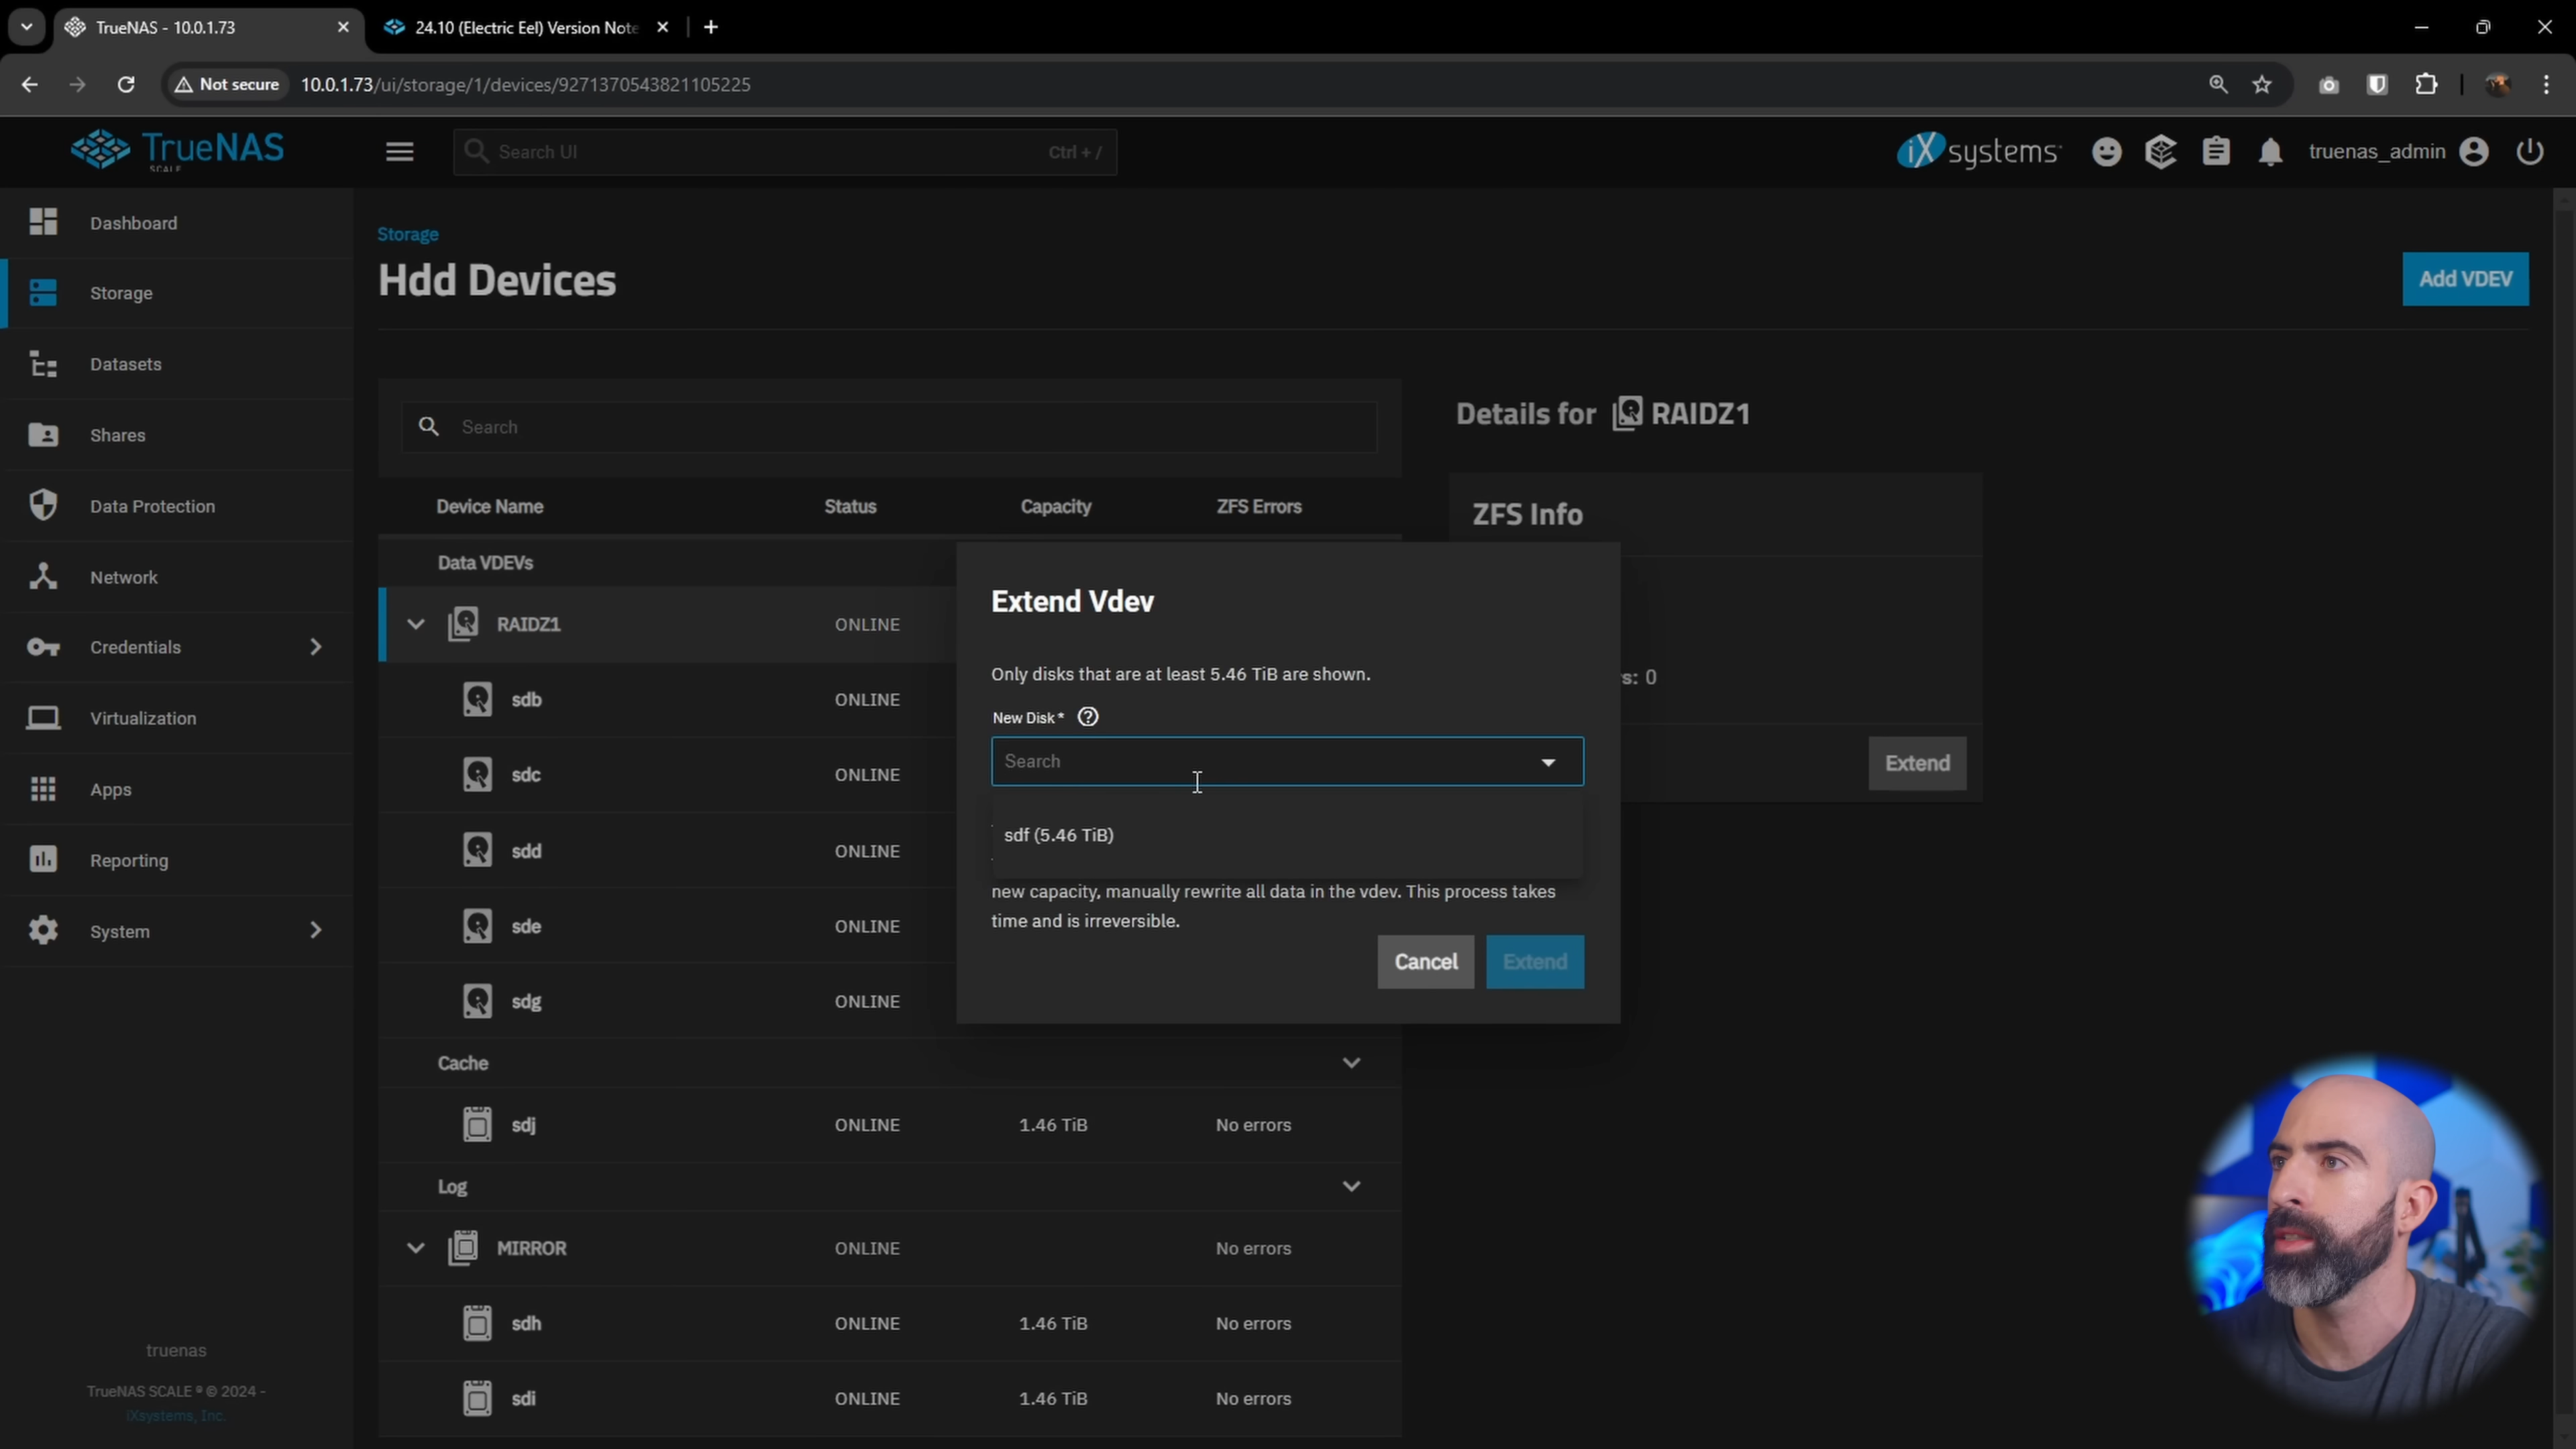 TrueNAS - 10.0.1.73
24.10 (Electric Eel) Version Note
Not secure
10.0.1.73/ui/storage/1/devices/9271370543821105225
TrueNAS
SCALE
Search UI
Ctrl + /
iXsystems
truenas_admin
Dashboard
Storage
Datasets
Shares
Data Protection
Network
Credentials
Virtualization
Apps
Reporting
System
truenas
TrueNAS SCALE ® © 2024 -
iXsystems, Inc.
Storage
Hdd Devices
Add VDEV
Search
Device Name Status Capacity ZFS Errors
Data VDEVs
RAIDZ1 ONLINE
sdb ONLINE
sdc ONLINE
sdd ONLINE
sde ONLINE
sdg ONLINE
Cache
sdj ONLINE 1.46 TiB No errors
Log
MIRROR ONLINE No errors
sdh ONLINE 1.46 TiB No errors
sdi ONLINE 1.46 TiB No errors
Details for RAIDZ1
ZFS Info
s: 0
Extend
Extend Vdev
Only disks that are at least 5.46 TiB are shown.
New Disk *
Search
sdf (5.46 TiB)
new capacity, manually rewrite all data in the vdev. This process takes
time and is irreversible.
Cancel
Extend